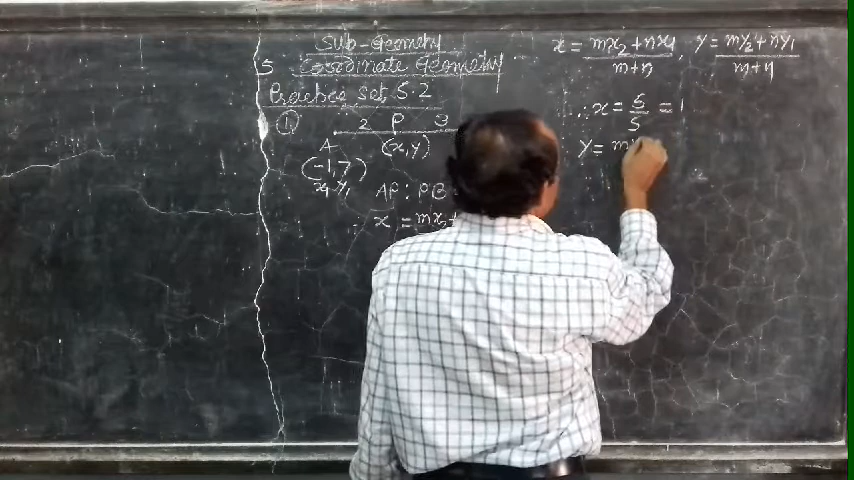 Sub-Geometry
5 Coordinate Geometry
Practice set 5.2
① 2 P 3
A (x,y)
(-1,7)
x₁ y₁ AP:PB
∴ x = mx₂+
x = mx₂+nx₁/m+n, y = my₂+ny₁/m+n
∴ x = 5/5 = 1
y = m